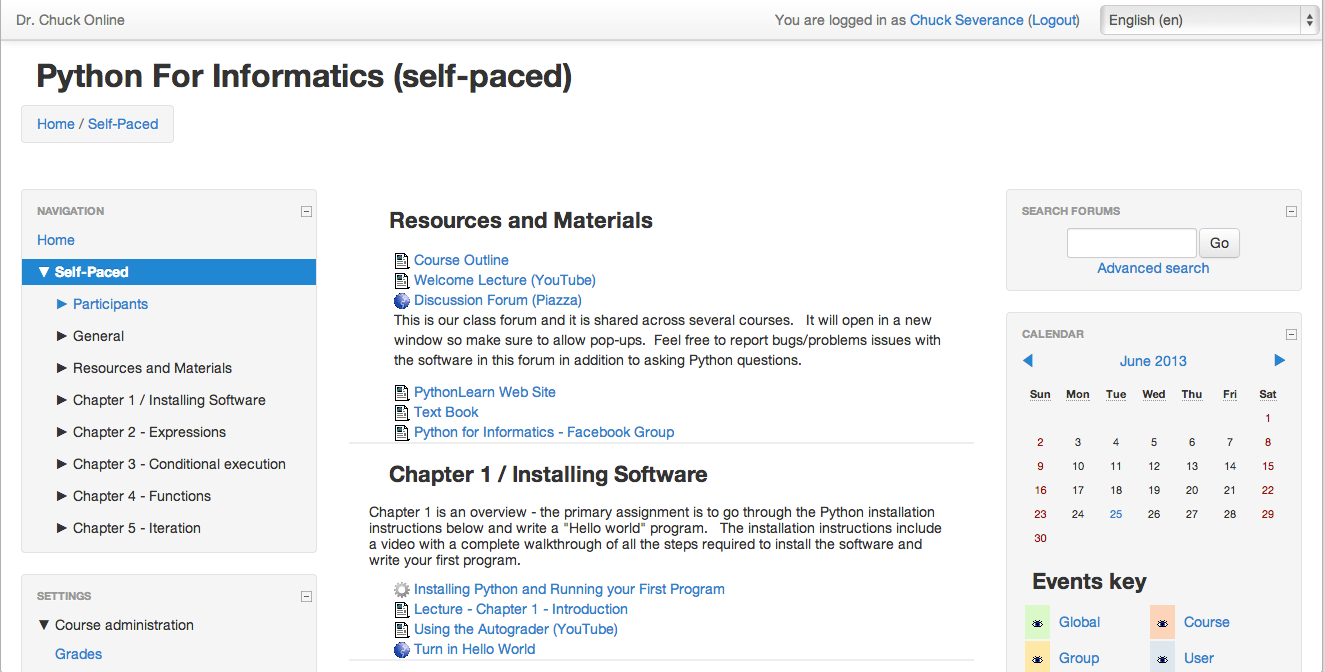 Dr. Chuck Online
You are logged in as Chuck Severance (Logout)
English (en)
Python For Informatics (self-paced)
Home / Self-Paced
NAVIGATION
Home
Self-Paced
Participants
General
Resources and Materials
Chapter 1 / Installing Software
Chapter 2 - Expressions
Chapter 3 - Conditional execution
Chapter 4 - Functions
Chapter 5 - Iteration
SETTINGS
Course administration
Grades
Resources and Materials
Course Outline
Welcome Lecture (YouTube)
Discussion Forum (Piazza)
This is our class forum and it is shared across several courses. It will open in a new
window so make sure to allow pop-ups. Feel free to report bugs/problems issues with
the software in this forum in addition to asking Python questions.
PythonLearn Web Site
Text Book
Python for Informatics - Facebook Group
Chapter 1 / Installing Software
Chapter 1 is an overview - the primary assignment is to go through the Python installation
instructions below and write a "Hello world" program. The installation instructions include
a video with a complete walkthrough of all the steps required to install the software and
write your first program.
Installing Python and Running your First Program
Lecture - Chapter 1 - Introduction
Using the Autograder (YouTube)
Turn in Hello World
SEARCH FORUMS
Go
Advanced search
CALENDAR
June 2013
Sun Mon Tue Wed Thu Fri Sat
1
2 3 4 5 6 7 8
9 10 11 12 13 14 15
16 17 18 19 20 21 22
23 24 25 26 27 28 29
30
Events key
Global Course
Group User